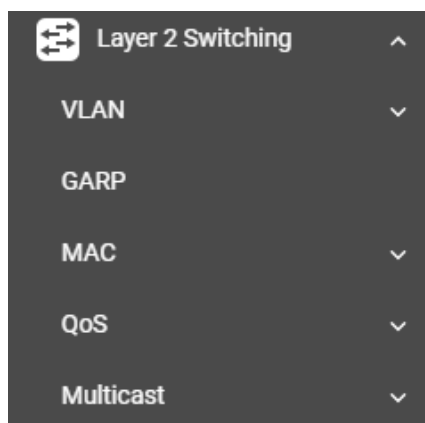 Layer 2 Switching
VLAN
GARP
MAC
QoS
Multicast